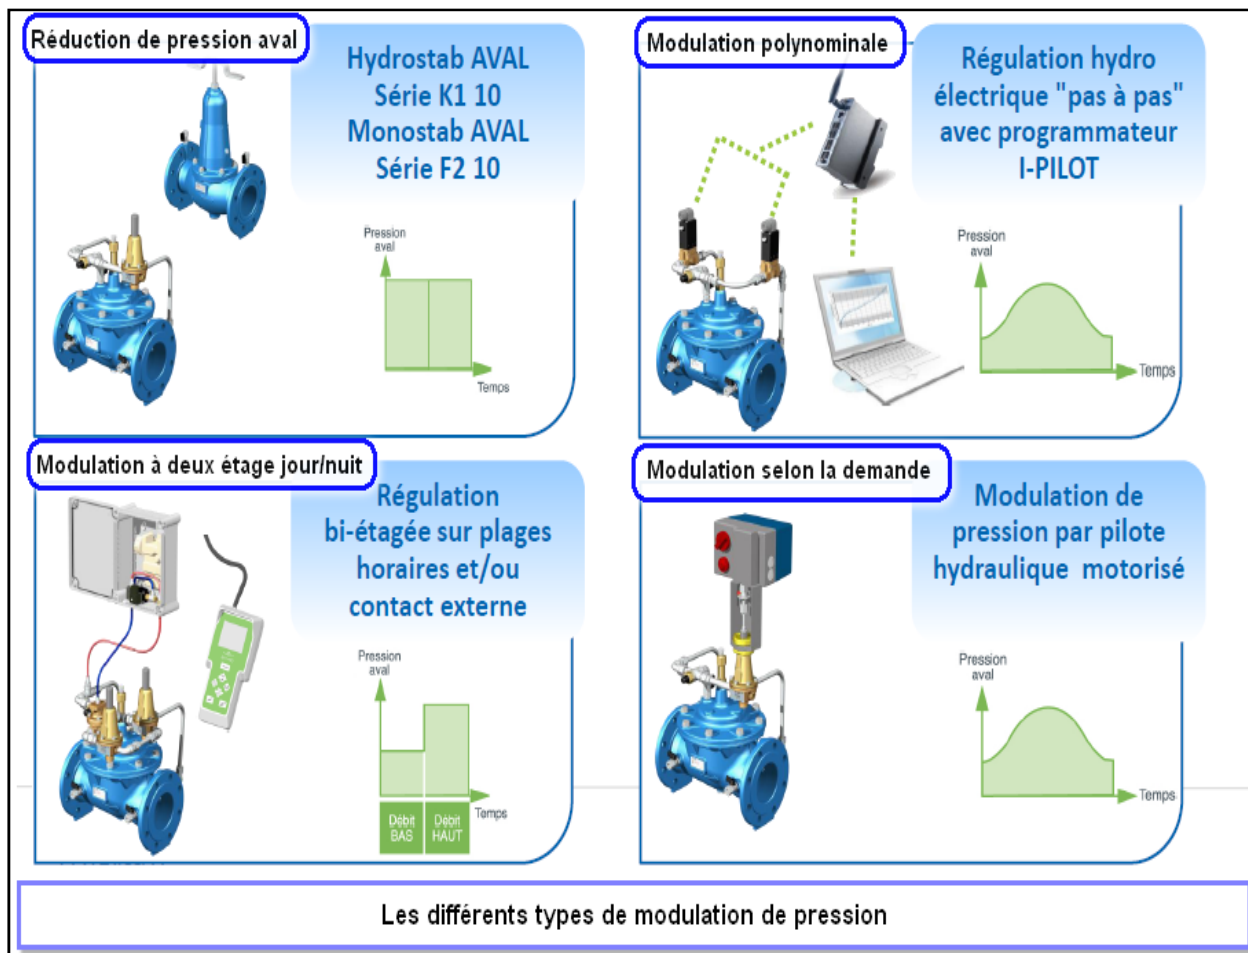 Réduction de pression aval
Hydrostab AVAL
Série K1 10
Monostab AVAL
Série F2 10
Pression
aval
Temps
Modulation polynominale
Régulation hydro
électrique "pas à pas"
avec programmateur
I-PILOT
Pression
aval
Temps
Modulation à deux étage jour/nuit
Régulation
bi-étagée sur plages
horaires et/ou
contact externe
Pression
aval
Temps
Débit
BAS
Débit
HAUT
Modulation selon la demande
Modulation de
pression par pilote
hydraulique motorisé
Pression
aval
Temps
Les différents types de modulation de pression